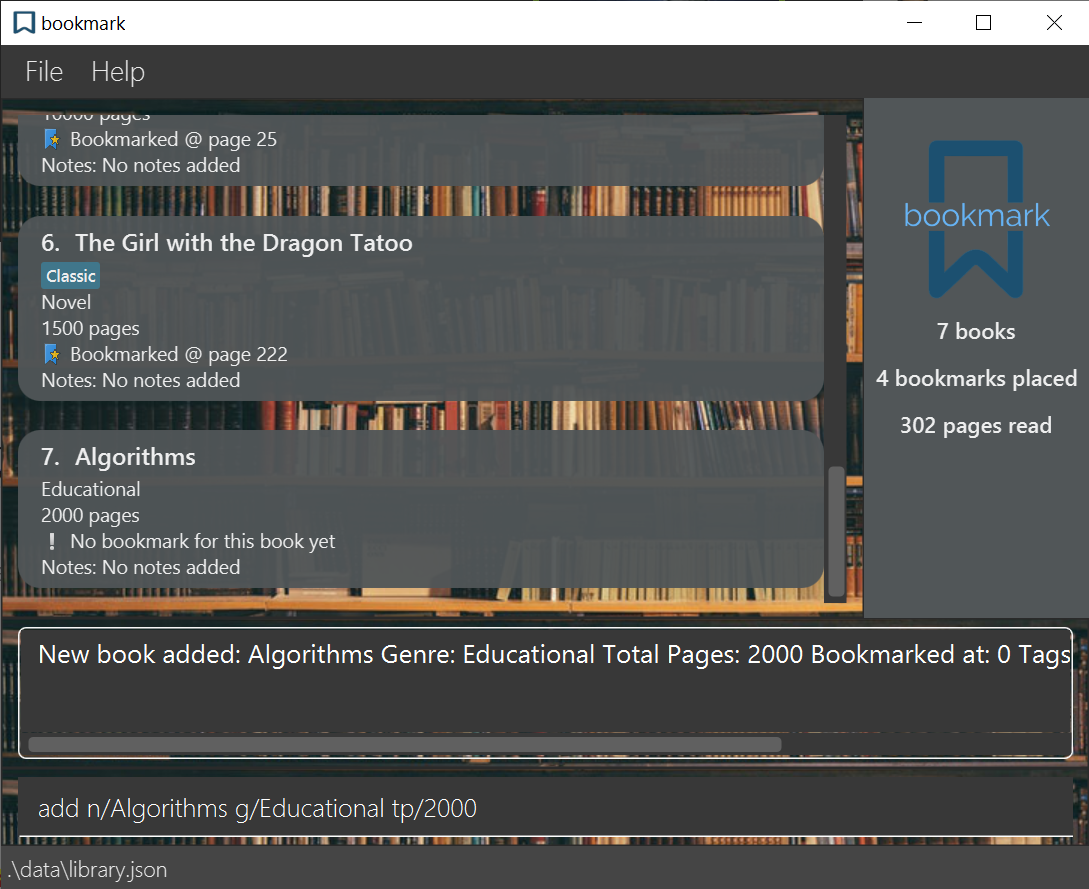 bookmark
File Help
10000 pages
Bookmarked @ page 25
Notes: No notes added
6. The Girl with the Dragon Tatoo
Classic
Novel
1500 pages
Bookmarked @ page 222
Notes: No notes added
7. Algorithms
Educational
2000 pages
! No bookmark for this book yet
Notes: No notes added
bookmark
7 books
4 bookmarks placed
302 pages read
New book added: Algorithms Genre: Educational Total Pages: 2000 Bookmarked at: 0 Tags
add n/Algorithms g/Educational tp/2000
.\data\library.json